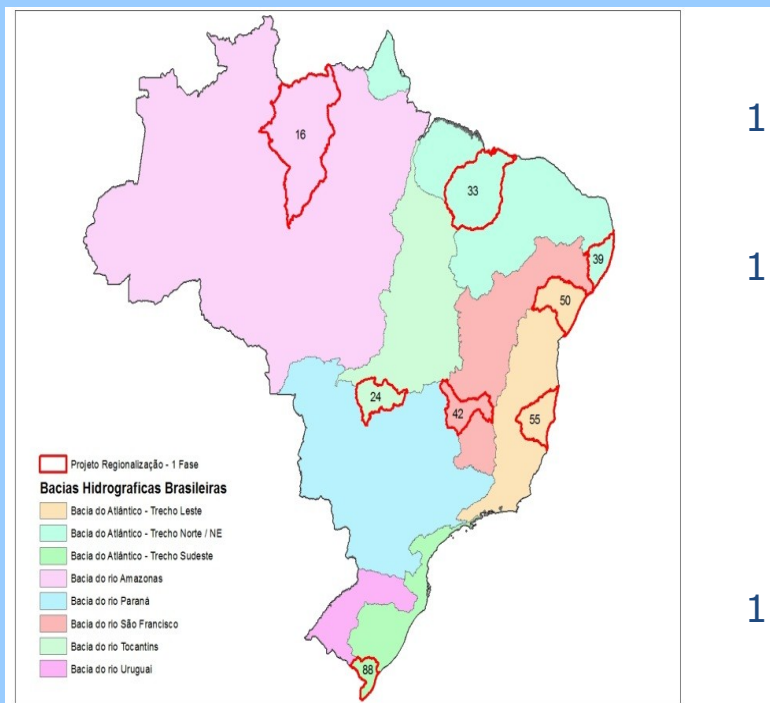 16
33
39
50
24
42
55
88
Projeto Regionalização - 1 Fase
Bacias Hidrograficas Brasileiras
Bacia do Atlântico - Trecho Leste
Bacia do Atlântico - Trecho Norte / NE
Bacia do Atlântico - Trecho Sudeste
Bacia do rio Amazonas
Bacia do rio Paraná
Bacia do rio São Francisco
Bacia do rio Tocantins
Bacia do rio Uruguai
1
1
1